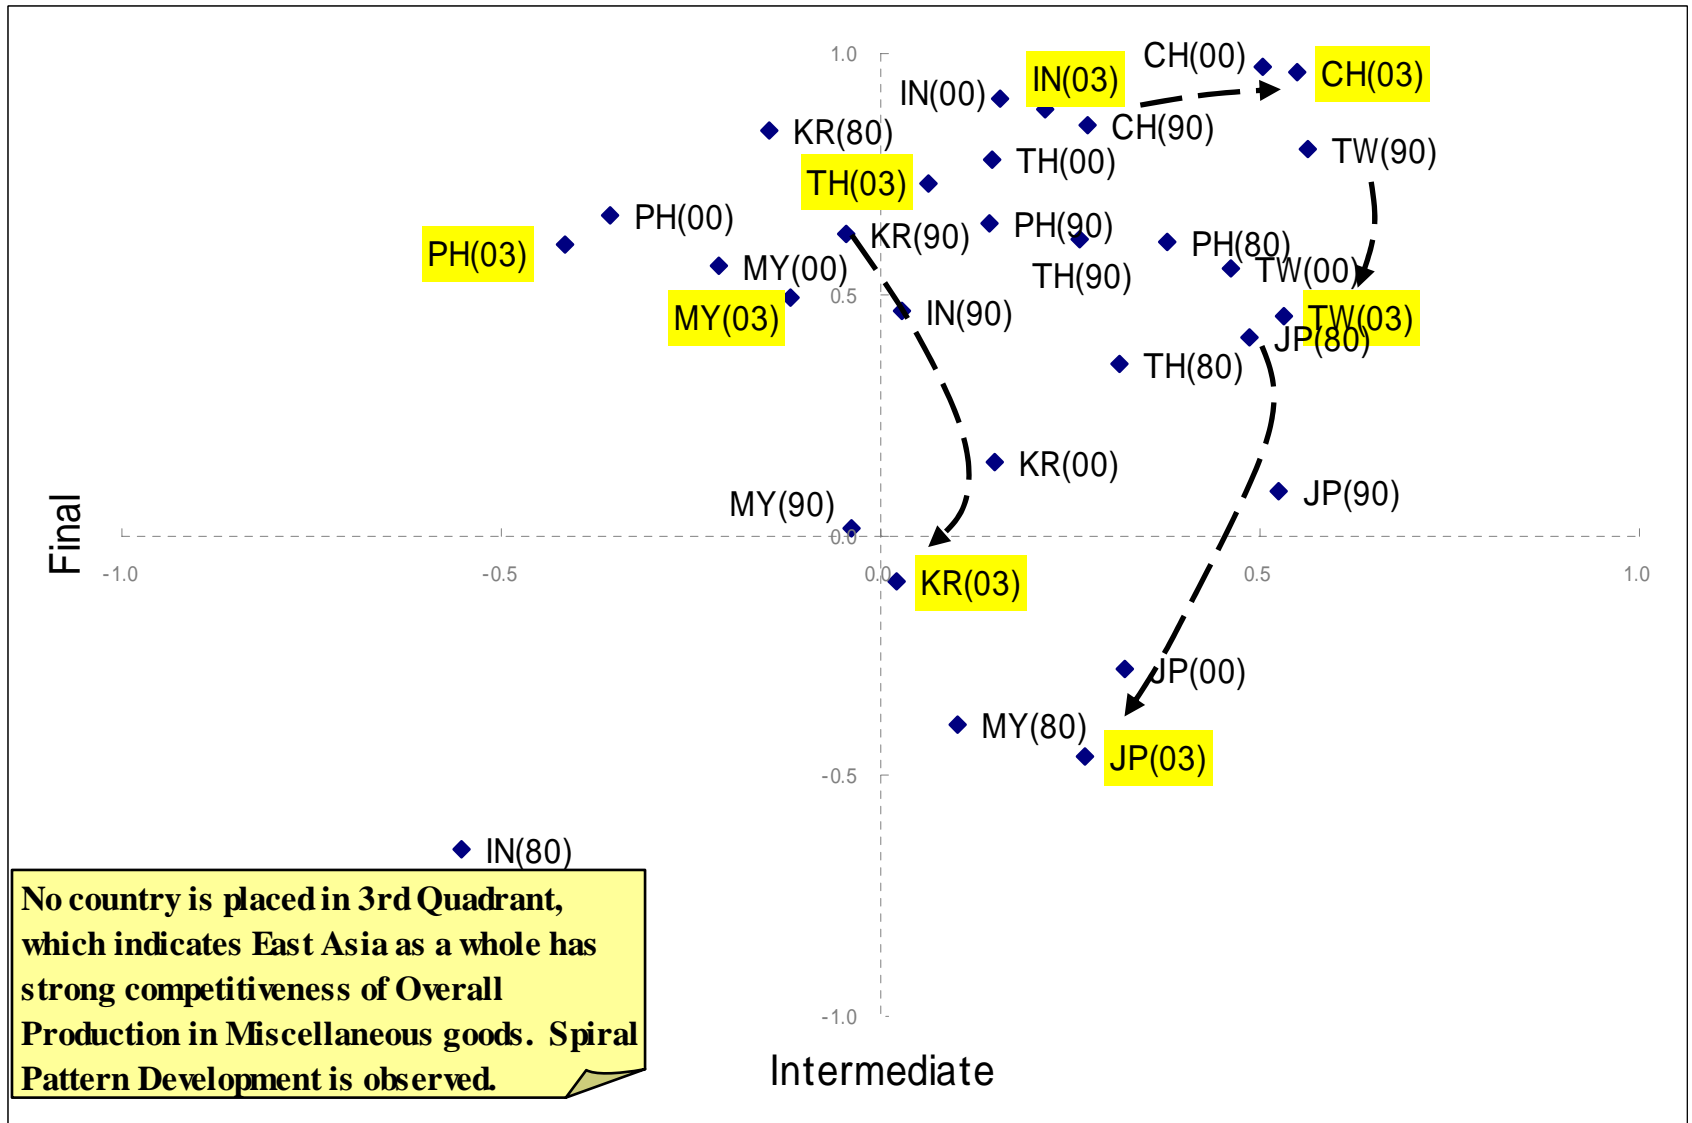 1.0
CH(00)
CH(03)
IN(03)
IN(00)
CH(90)
KR(80)
TW(90)
TH(00)
TH(03)
PH(00)
PH(90)
KR(90)
PH(03)
PH(80)
MY(00)
TH(90)
TW(00)
0.5
MY(03)
IN(90)
TW(03)
JP(80)
TH(80)
KR(00)
JP(90)
MY(90)
Final
0.0
-1.0
-0.5
0.0
0.5
1.0
KR(03)
JP(00)
MY(80)
JP(03)
-0.5
IN(80)
No country is placed in 3rd Quadrant,
which indicates East Asia as a whole has
strong competitiveness of Overall
Production in Miscellaneous goods.  Spiral
Pattern Development is observed.
-1.0
Intermediate